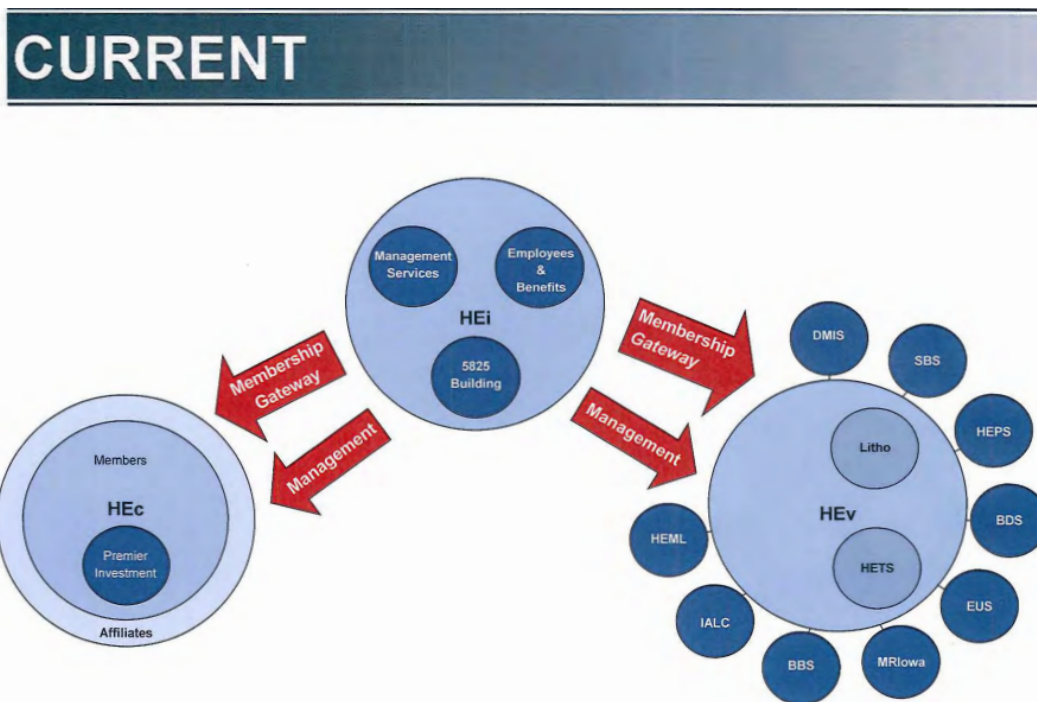 CURRENT
Management
Services
Employees
&
Benefits
HEi
5825
Building
Membership
Gateway
Management
Membership
Gateway
Management
Members
HEc
Premier
Investment
Affiliates
DMIS
SBS
HEPS
Litho
HEv
BDS
HEML
HETS
EUS
IALC
BBS
MRIowa